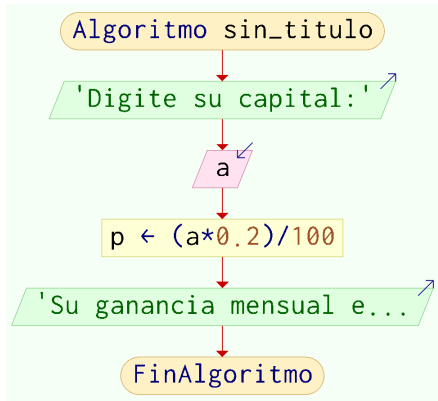 Algoritmo sin_titulo
'Digite su capital:'
a
p ← (a*0.2)/100
'Su ganancia mensual e...
FinAlgoritmo